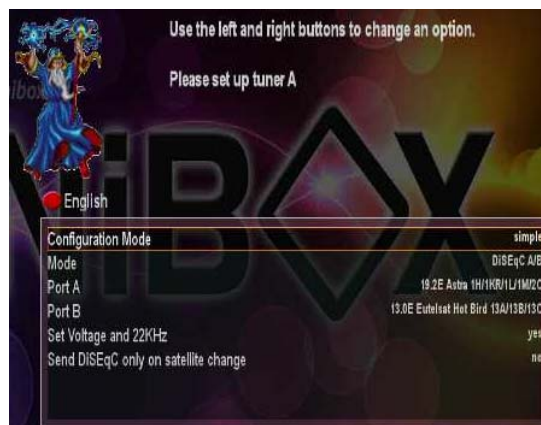 Use the left and right buttons to change an option.
Please set up tuner A
English
Configuration Mode simple
Mode DiSEqC A/B
Port A 19.2E Astra 1H/1KR/1L/1M/2C
Port B 13.0E Eutelsat Hot Bird 13A/13B/13C
Set Voltage and 22KHz yes
Send DiSEqC only on satellite change no